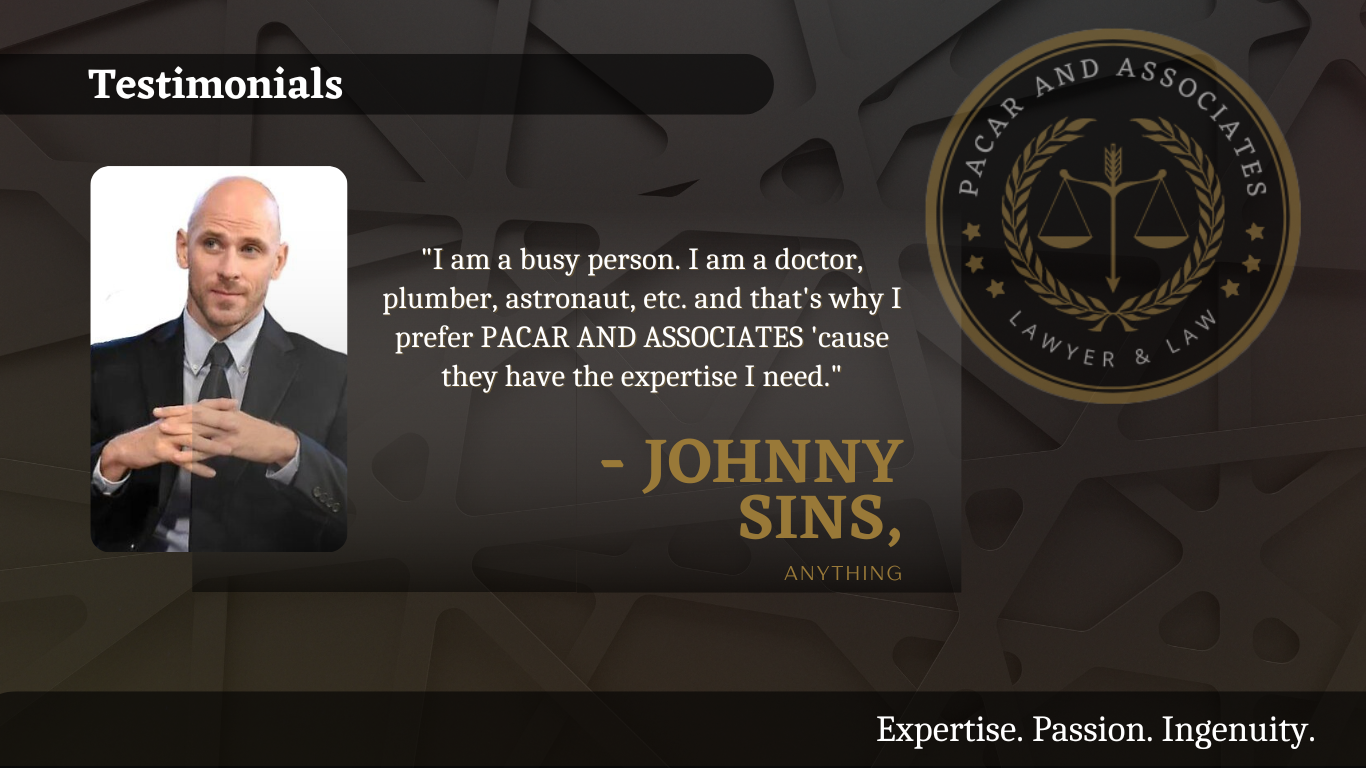 Testimonials
PACAR AND ASSOCIATES
LAWYER & LAW
"I am a busy person. I am a doctor,
plumber, astronaut, etc. and that's why I
prefer PACAR AND ASSOCIATES 'cause
they have the expertise I need."
- JOHNNY
SINS,
ANYTHING
Expertise. Passion. Ingenuity.